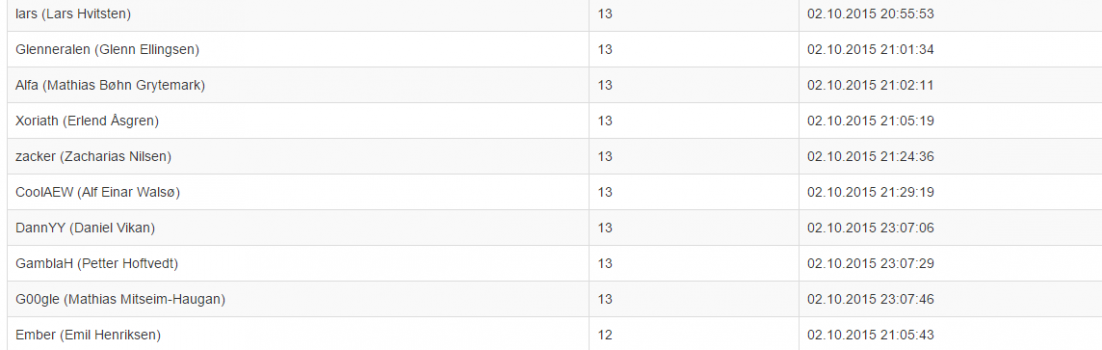 lars (Lars Hvitsten) 13 02.10.2015 20:55:53
Glenneralen (Glenn Ellingsen) 13 02.10.2015 21:01:34
Alfa (Mathias Bøhn Grytemark) 13 02.10.2015 21:02:11
Xoriath (Erlend Åsgren) 13 02.10.2015 21:05:19
zacker (Zacharias Nilsen) 13 02.10.2015 21:24:36
CoolAEW (Alf Einar Walsø) 13 02.10.2015 21:29:19
DannYY (Daniel Vikan) 13 02.10.2015 23:07:06
GamblaH (Petter Hoftvedt) 13 02.10.2015 23:07:29
G00gle (Mathias Mitseim-Haugan) 13 02.10.2015 23:07:46
Ember (Emil Henriksen) 12 02.10.2015 21:05:43